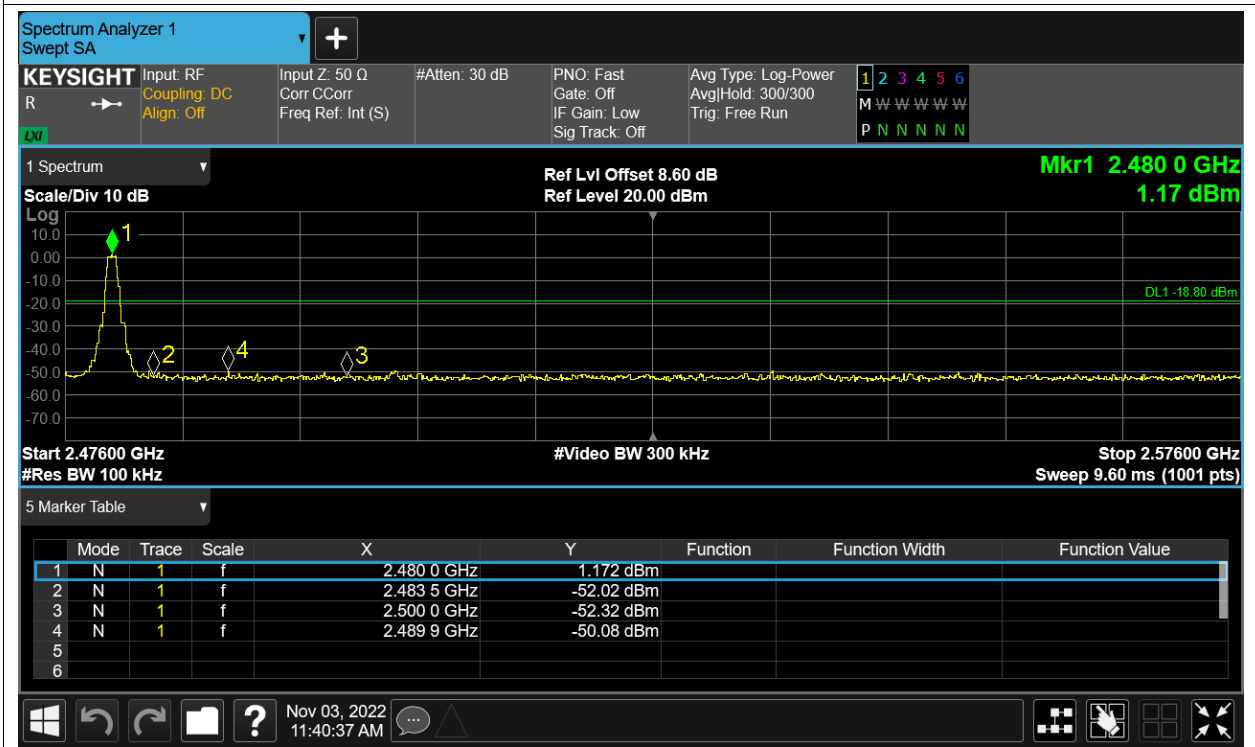 Spectrum Analyzer 1
Swept SA
KEYSIGHT Input: RF Input Z: 50 Ω #Atten: 30 dB PNO: Fast Avg Type: Log-Power 1 2 3 4 5 6
R Coupling: DC Corr CCorr Gate: Off Avg|Hold: 300/300 M W W W W W
Align: Off Freq Ref: Int (S) IF Gain: Low Trig: Free Run
LXI Sig Track: Off P N N N N N
1 Spectrum Ref Lvl Offset 8.60 dB Mkr1 2.480 0 GHz
Scale/Div 10 dB Ref Level 20.00 dBm 1.17 dBm
Log
10.0 1
0.00
-10.0
DL1 -18.80 dBm
-20.0
-30.0
-40.0 2 4 3
-50.0
-60.0
-70.0
Start 2.47600 GHz #Video BW 300 kHz Stop 2.57600 GHz
#Res BW 100 kHz Sweep 9.60 ms (1001 pts)
5 Marker Table
Mode Trace Scale X Y Function Function Width Function Value
1 N 1 f 2.480 0 GHz 1.172 dBm
2 N 1 f 2.483 5 GHz -52.02 dBm
3 N 1 f 2.500 0 GHz -52.32 dBm
4 N 1 f 2.489 9 GHz -50.08 dBm
5
6
? Nov 03, 2022
11:40:37 AM